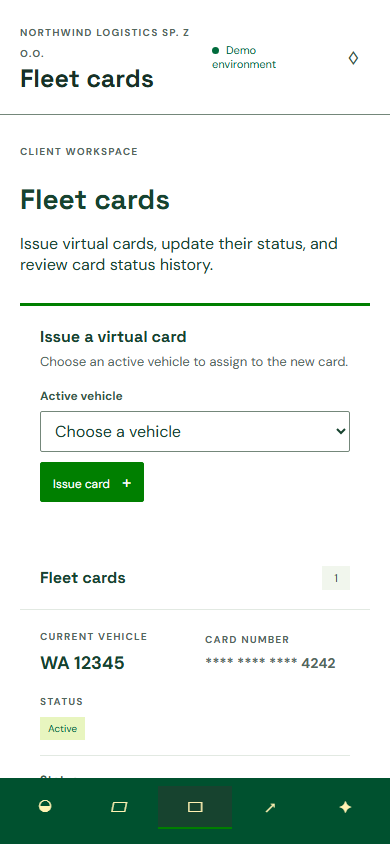 NORTHWIND LOGISTICS SP. Z
O.O.
Fleet cards
Demo
environment
CLIENT WORKSPACE
Fleet cards
Issue virtual cards, update their status, and
review card status history.
Issue a virtual card
Choose an active vehicle to assign to the new card.
Active vehicle
Choose a vehicle
Issue card +
Fleet cards
1
CURRENT VEHICLE
WA 12345
CARD NUMBER
**** **** **** 4242
STATUS
Active